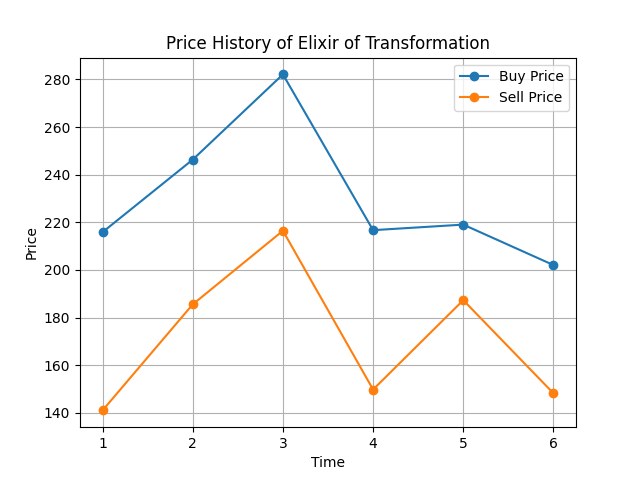 Price History of Elixir of Transformation
Buy Price
Sell Price
Price
280
260
240
220
200
180
160
140
1 2 3 4 5 6
Time